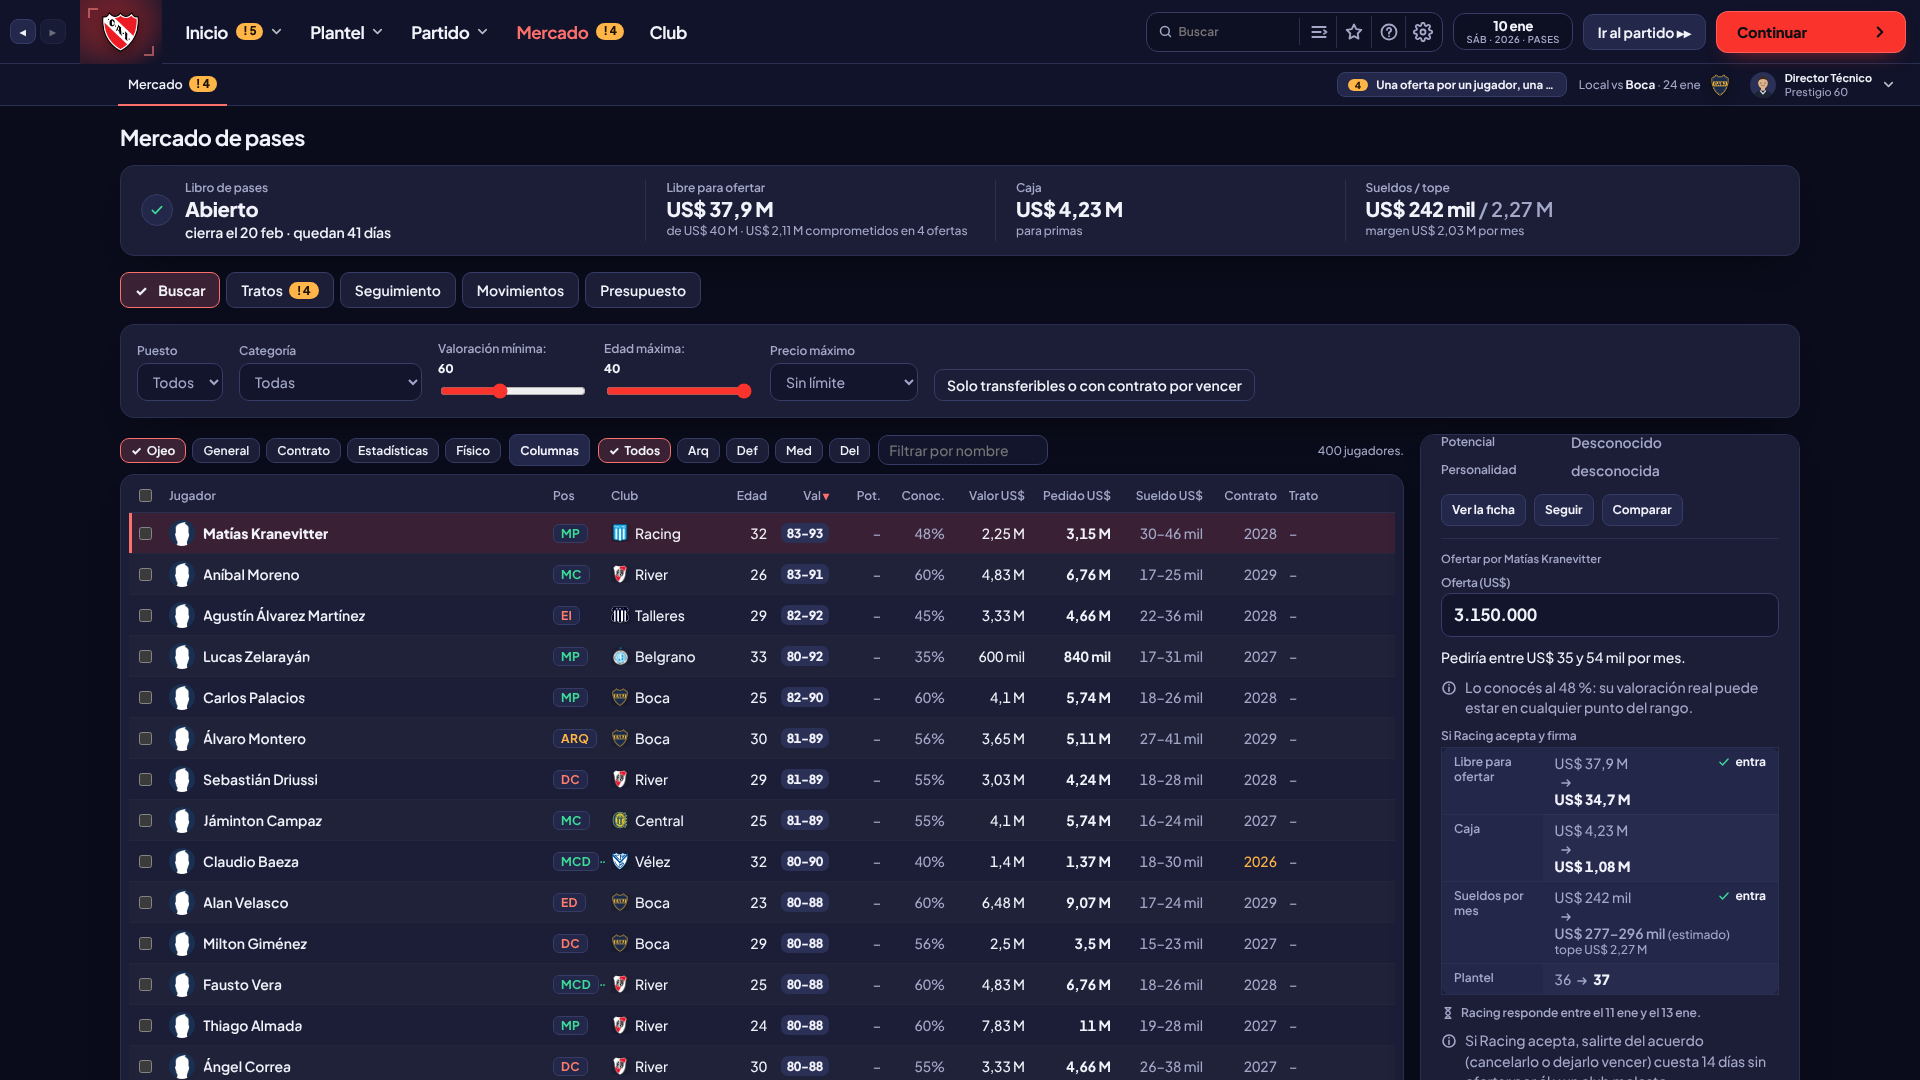 Inicio !5 Plantel Partido Mercado !4 Club
Buscar
10 ene
SÁB · 2026 · PASES
Ir al partido ▸▸
Continuar
Mercado !4
4 Una oferta por un jugador, una ...
Local vs Boca · 24 ene
Director Técnico
Prestigio 60
Mercado de pases
Libro de pases
Abierto
cierra el 20 feb · quedan 41 días
Libre para ofertar
US$ 37,9 M
de US$ 40 M · US$ 2,11 M comprometidos en 4 ofertas
Caja
US$ 4,23 M
para primas
Sueldos / tope
US$ 242 mil / 2,27 M
margen US$ 2,03 M por mes
Buscar Tratos !4 Seguimiento Movimientos Presupuesto
Puesto
Todos
Categoría
Todas
Valoración mínima:
60
Edad máxima:
40
Precio máximo
Sin límite
Solo transferibles o con contrato por vencer
Ojeo General Contrato Estadísticas Físico Columnas Todos Arq Def Med Del Filtrar por nombre 400 jugadores.
Jugador Pos Club Edad Val▾ Pot. Conoc. Valor US$ Pedido US$ Sueldo US$ Contrato Trato
Matías Kranevitter MP Racing 32 83–93 – 48% 2,25 M 3,15 M 30–46 mil 2028 –
Aníbal Moreno MC River 26 83–91 – 60% 4,83 M 6,76 M 17–25 mil 2029 –
Agustín Álvarez Martínez EI Talleres 29 82–92 – 45% 3,33 M 4,66 M 22–36 mil 2028 –
Lucas Zelarayán MP Belgrano 33 80–92 – 35% 600 mil 840 mil 17–31 mil 2027 –
Carlos Palacios MP Boca 25 82–90 – 60% 4,1 M 5,74 M 18–26 mil 2028 –
Álvaro Montero ARQ Boca 30 81–89 – 56% 3,65 M 5,11 M 27–41 mil 2029 –
Sebastián Driussi DC River 29 81–89 – 55% 3,03 M 4,24 M 18–28 mil 2028 –
Jáminton Campaz MC Central 25 81–89 – 55% 4,1 M 5,74 M 16–24 mil 2027 –
Claudio Baeza MCD Vélez 32 80–90 – 40% 1,4 M 1,37 M 18–30 mil 2026 –
Alan Velasco ED Boca 23 80–88 – 60% 6,48 M 9,07 M 17–24 mil 2029 –
Milton Giménez DC Boca 29 80–88 – 56% 2,5 M 3,5 M 15–23 mil 2027 –
Fausto Vera MCD River 25 80–88 – 60% 4,83 M 6,76 M 18–26 mil 2028 –
Thiago Almada MP River 24 80–88 – 60% 7,83 M 11 M 19–28 mil 2028 –
Ángel Correa DC River 30 80–88 – 55% 3,33 M 4,66 M 26–38 mil 2028 –
Potencial Desconocido
Personalidad desconocida
Ver la ficha Seguir Comparar
Ofertar por Matías Kranevitter
Oferta (US$)
3.150.000
Pediría entre US$ 35 y 54 mil por mes.
Lo conocés al 48 %: su valoración real puede
estar en cualquier punto del rango.
Si Racing acepta y firma
Libre para ofertar US$ 37,9 M → US$ 34,7 M entra
Caja US$ 4,23 M → US$ 1,08 M
Sueldos por mes US$ 242 mil → US$ 277–296 mil (estimado) entra
tope US$ 2,27 M
Plantel 36 → 37
Racing responde entre el 11 ene y el 13 ene.
Si Racing acepta, salirte del acuerdo
(cancelarlo o dejarlo vencer) cuesta 14 días sin